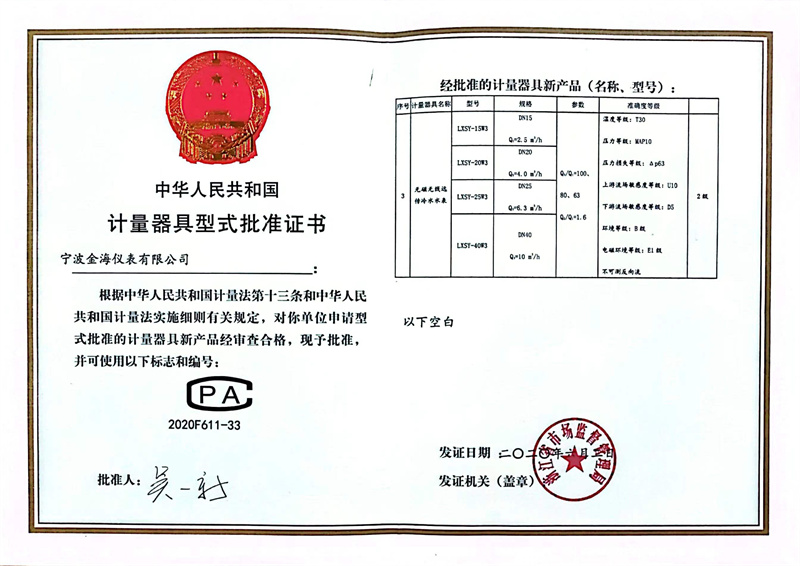 中华人民共和国
计量器具型式批准证书
宁波金海仪表有限公司
：
根据中华人民共和国计量法第十三条和中华人民
共和国计量法实施细则有关规定，对你单位申请型
式批准的计量器具新产品经审查合格，现予批准，
并可使用以下标志和编号：
CPA
2020F611-33
批准人：
经批准的计量器具新产品（名称、型号）：
序号 计量器具名称 型号 规格 参数 准确度等级
3
无磁无线远
传冷水水表
LXSY-15W3
DN15
Q₃=2.5 m³/h
LXSY-20W3
DN20
Q₃=4.0 m³/h
LXSY-25W3
DN25
Q₃=6.3 m³/h
LXSY-40W3
DN40
Q₃=10 m³/h
Q₃/Q₁=100、
80、63
Q₂/Q₁=1.6
温度等级：T30
压力等级：MAP10
压力损失等级：Δp63
上游流场敏感度等级：U10
下游流场敏感度等级：D5
环境等级：B级
电磁环境等级：E1级
不可测反向流
2级
以下空白
发证日期
发证机关（盖章）
浙江省市场监督管理局